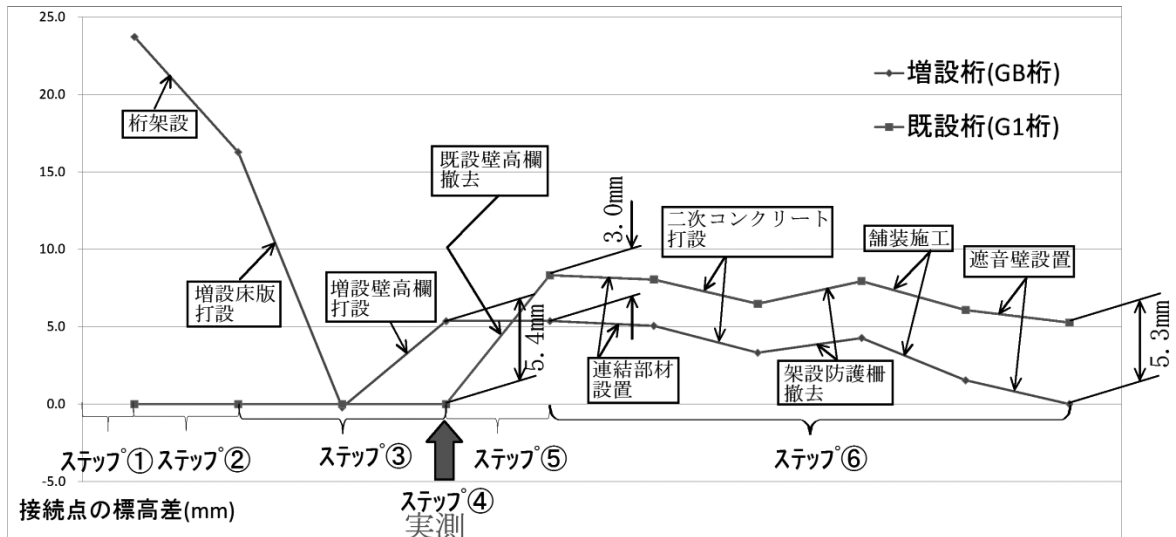 25.0
20.0
15.0
10.0
5.0
0.0
-5.0
増設桁(GB桁)
既設桁(G1桁)
桁架設
増設床版
打設
増設壁高欄
打設
既設壁高欄
撤去
5.4mm
3.0mm
連結部材
設置
二次コンクリート
打設
架設防護柵
撤去
舗装施工
遮音壁設置
5.3mm
ステップ①
ステップ②
ステップ③
ステップ④
実測
ステップ⑤
ステップ⑥
接続点の標高差(mm)